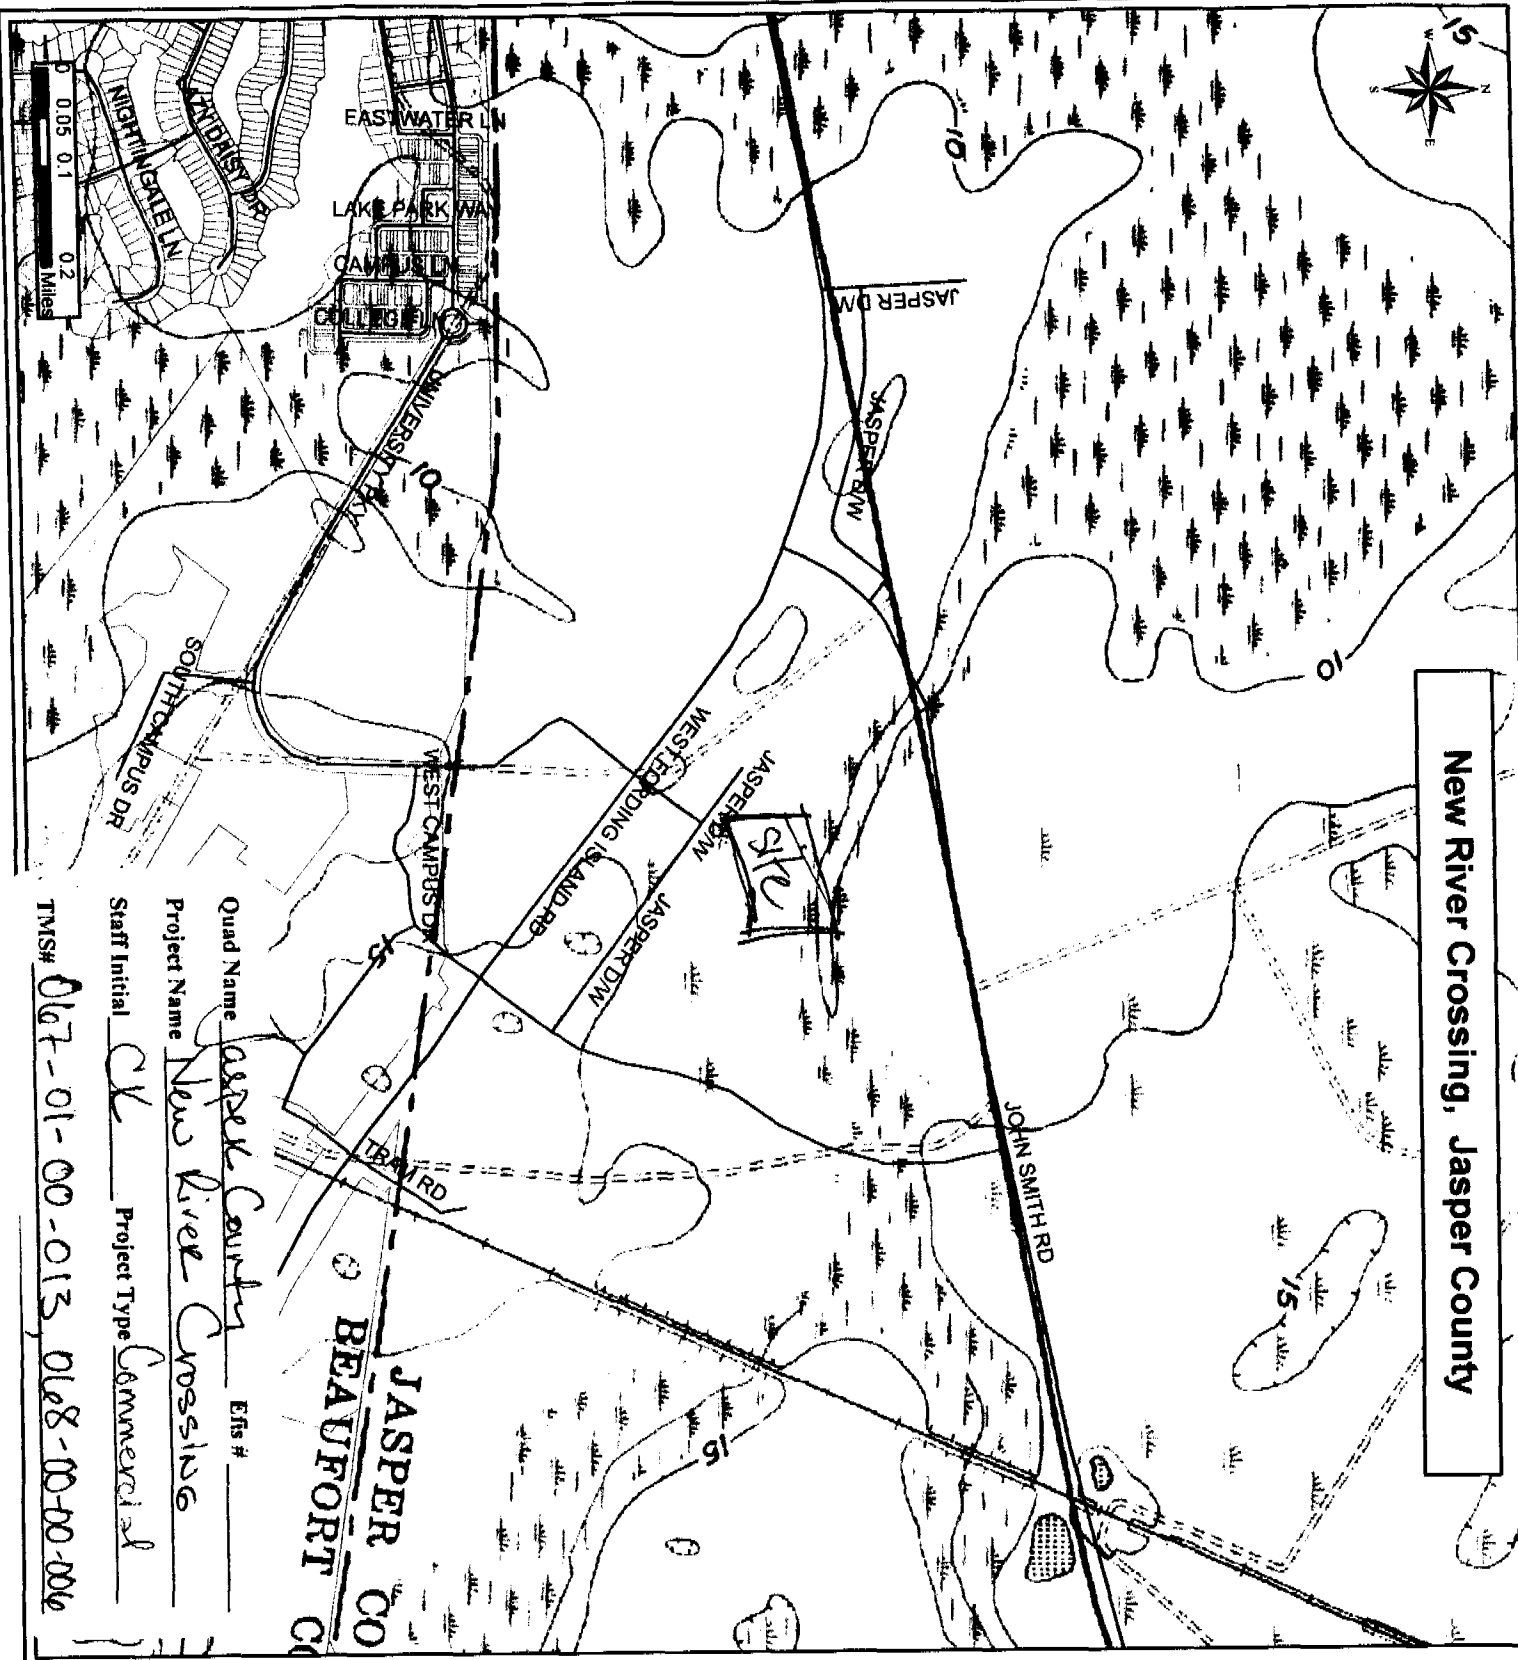 New River Crossing, Jasper County
W
N
S
E
15
10
10
10
15
15
15
JASPER D/W
JASPER D/W
JASPER D/W
JASPER D/W
JOHN SMITH RD
WEST FORDING ISLAND RD
site
EASTWATER LN
LAKE PARK WAY
CAMPUS LN
COLLEGE LN
UNIVERSITY PKY
NIGHTINGALE LN
DAISY DR
SOUTH CAMPUS DR
WEST CAMPUS DR
TRAM RD
JASPER CO
BEAUFORT CO
0 0.05 0.1 0.2
Miles
Quad Name Jasper County Efis #
Project Name New River Crossing
Staff Initial CK Project Type Commercial
TMS# 067-01-00-013, 068-00-00-006